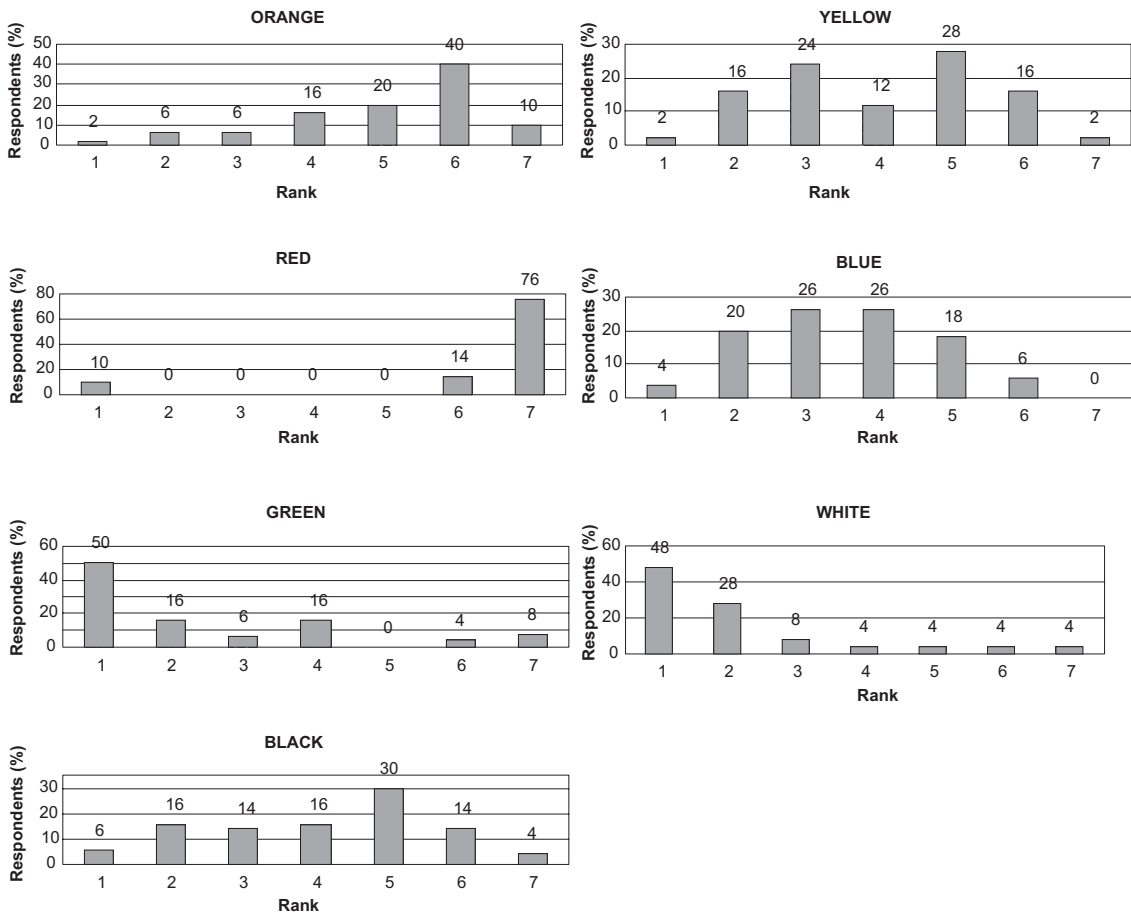 ORANGE
Respondents (%)
50
40
30
20
10
0
2
6
6
16
20
40
10
1 2 3 4 5 6 7
Rank
YELLOW
Respondents (%)
30
20
10
0
2
16
24
12
28
16
2
1 2 3 4 5 6 7
Rank
RED
Respondents (%)
80
60
40
20
0
10
0
0
0
0
14
76
1 2 3 4 5 6 7
Rank
BLUE
Respondents (%)
30
20
10
0
4
20
26
26
18
6
0
1 2 3 4 5 6 7
Rank
GREEN
Respondents (%)
60
40
20
0
50
16
6
16
0
4
8
1 2 3 4 5 6 7
Rank
WHITE
Respondents (%)
60
40
20
0
48
28
8
4
4
4
4
1 2 3 4 5 6 7
Rank
BLACK
Respondents (%)
30
20
10
0
6
16
14
16
30
14
4
1 2 3 4 5 6 7
Rank